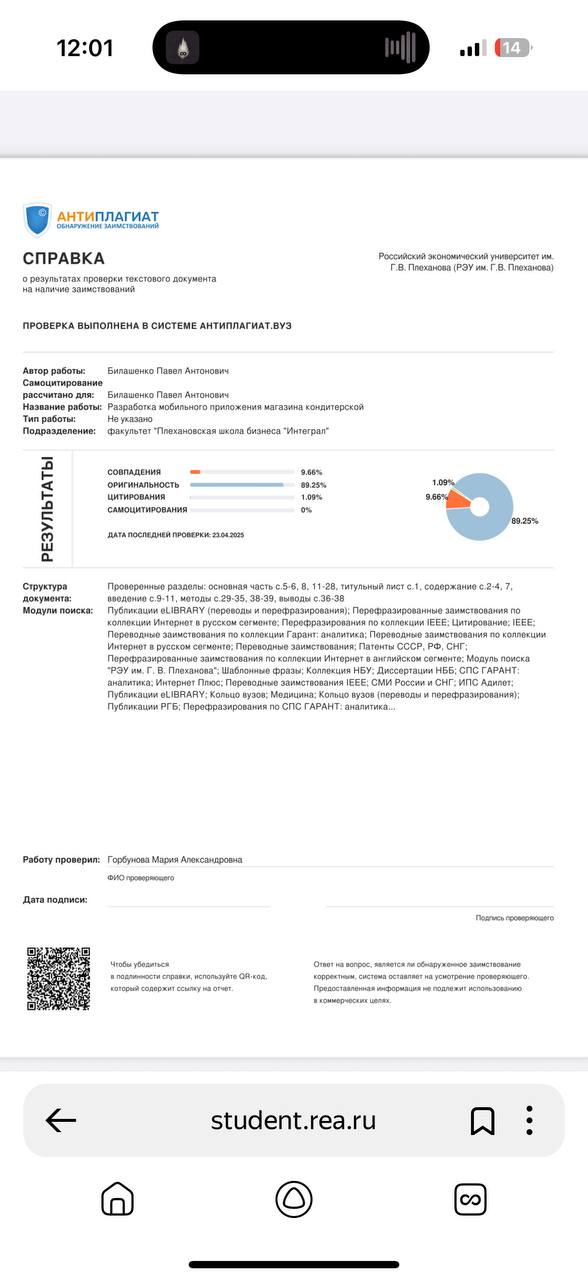 12:01
14
АНТИПЛАГИАТ
ОБНАРУЖЕНИЕ ЗАИМСТВОВАНИЙ
СПРАВКА
о результатах проверки текстового документа
на наличие заимствований
Российский экономический университет им.
Г.В. Плеханова (РЭУ им. Г.В. Плеханова)
ПРОВЕРКА ВЫПОЛНЕНА В СИСТЕМЕ АНТИПЛАГИАТ.ВУЗ
Автор работы: Билашенко Павел Антонович
Самоцитирование
рассчитано для: Билашенко Павел Антонович
Название работы: Разработка мобильного приложения магазина кондитерской
Тип работы: Не указано
Подразделение: факультет "Плехановская школа бизнеса "Интеграл"
РЕЗУЛЬТАТЫ
СОВПАДЕНИЯ 9.66%
ОРИГИНАЛЬНОСТЬ 89.25%
ЦИТИРОВАНИЯ 1.09%
САМОЦИТИРОВАНИЯ 0%
ДАТА ПОСЛЕДНЕЙ ПРОВЕРКИ: 23.04.2025
1.09%
9.66%
89.25%
Структура документа: Проверенные разделы: основная часть с.5-6, 8, 11-28, титульный лист с.1, содержание с.2-4, 7,
введение с.9-11, методы с.29-35, 38-39, выводы с.36-38
Модули поиска: Публикации eLIBRARY (переводы и перефразирования); Перефразированные заимствования по
коллекции Интернет в русском сегменте; Перефразирования по коллекции IEEE; Цитирование; IEEE;
Переводные заимствования по коллекции Гарант: аналитика; Переводные заимствования по коллекции
Интернет в русском сегменте; Переводные заимствования; Патенты СССР, РФ, СНГ;
Перефразированные заимствования по коллекции Интернет в английском сегменте; Модуль поиска
"РЭУ им. Г. В. Плеханова"; Шаблонные фразы; Коллекция НБУ; Диссертации НББ; СПС ГАРАНТ:
аналитика; Интернет Плюс; Переводные заимствования IEEE; СМИ России и СНГ; ИПС Адилет;
Публикации eLIBRARY; Кольцо вузов; Медицина; Кольцо вузов (переводы и перефразирования);
Публикации РГБ; Перефразирования по СПС ГАРАНТ: аналитика...
Работу проверил: Горбунова Мария Александровна
ФИО проверяющего
Дата подписи:
Подпись проверяющего
Чтобы убедиться
в подлинности справки, используйте QR-код,
который содержит ссылку на отчет.
Ответ на вопрос, является ли обнаруженное заимствование
корректным, система оставляет на усмотрение проверяющего.
Предоставленная информация не подлежит использованию
в коммерческих целях.
student.rea.ru